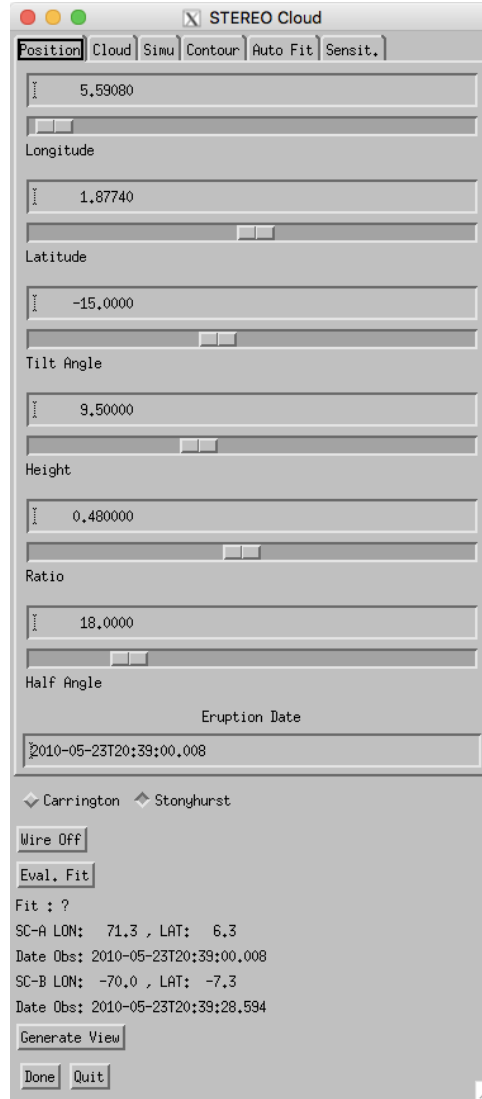 STEREO Cloud
Position Cloud Simu Contour Auto Fit Sensit.
5.59080
Longitude
1.87740
Latitude
-15.0000
Tilt Angle
9.50000
Height
0.480000
Ratio
18.0000
Half Angle
Eruption Date
2010-05-23T20:39:00.008
Carrington Stonyhurst
Wire Off
Eval. Fit
Fit : ?
SC-A LON: 71.3 , LAT: 6.3
Date Obs: 2010-05-23T20:39:00.008
SC-B LON: -70.0 , LAT: -7.3
Date Obs: 2010-05-23T20:39:28.594
Generate View
Done Quit